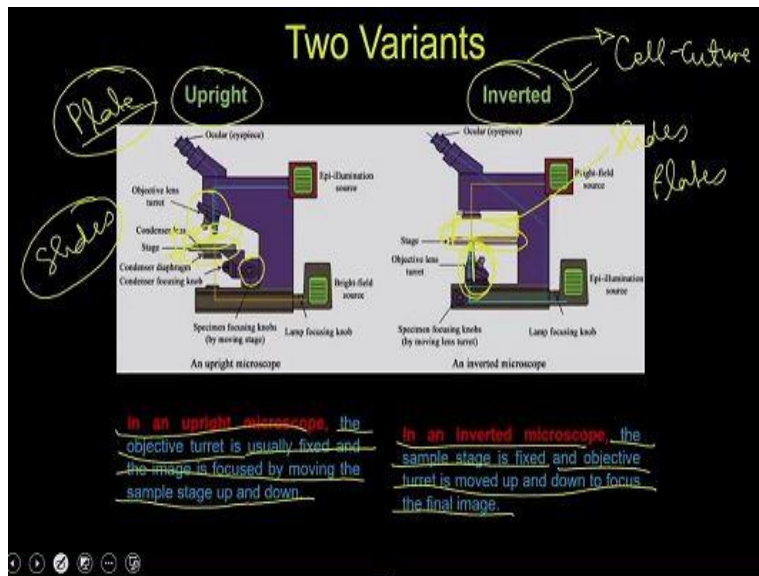 Two Variants
Cell-cuture
Plate
Upright
Inverted
Slides
Plates
Slides
Ocular (eyepiece)
Epi-illumination
source
Objective lens
turret
Condenser lens
Stage
Condenser diaphragm
Condenser focusing knob
Bright-field
source
Specimen focusing knobs
(by moving stage)
Lamp focusing knob
An upright microscope
Ocular (eyepiece)
Bright-field
source
Stage
Objective lens
turret
Epi-illumination
source
Specimen focusing knobs
(by moving lens turret)
Lamp focusing knob
An inverted microscope
In an upright microscope, the
objective turret is usually fixed and
the image is focused by moving the
sample stage up and down.
In an inverted microscope, the
sample stage is fixed and objective
turret is moved up and down to focus
the final image.